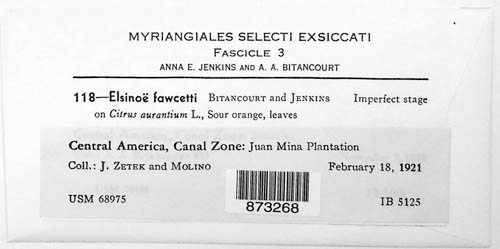 MYRIANGIALES SELECTI EXSICCATI
FASCICLE 3
ANNA E. JENKINS AND A. A. BITANCOURT
118—Elsinoë fawcetti BITANCOURT and JENKINS Imperfect stage
on Citrus aurantium L., Sour orange, leaves
Central America, Canal Zone: Juan Mina Plantation
Coll.: J. ZETEK and MOLINO February 18, 1921
USM 68975 IB 5125
873268